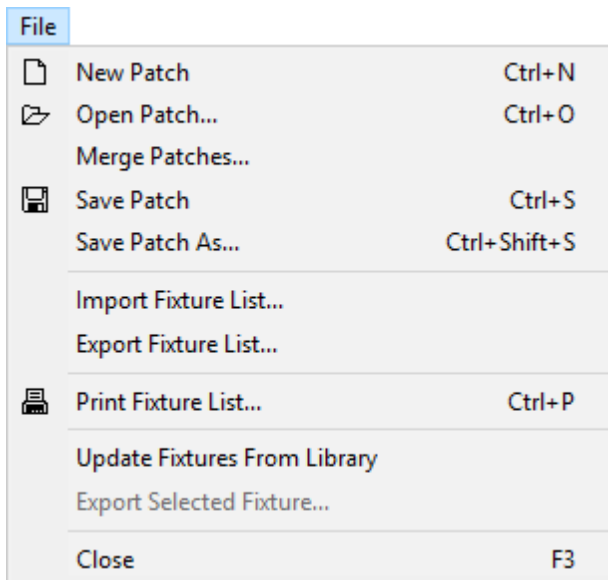 File
New Patch Ctrl+N
Open Patch... Ctrl+O
Merge Patches...
Save Patch Ctrl+S
Save Patch As... Ctrl+Shift+S
Import Fixture List...
Export Fixture List...
Print Fixture List... Ctrl+P
Update Fixtures From Library
Export Selected Fixture...
Close F3